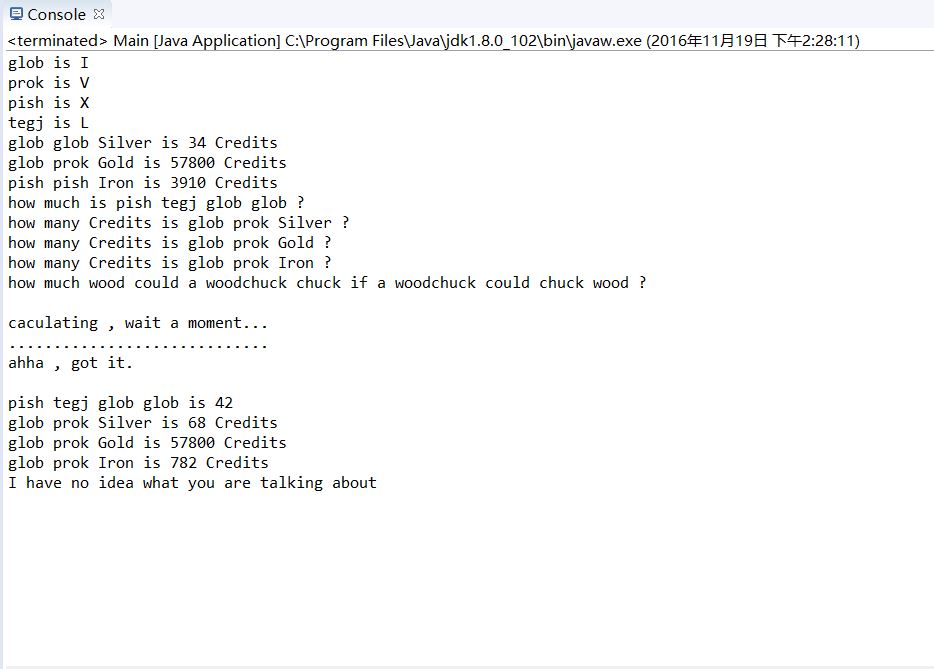 Console
<terminated> Main [Java Application] C:\Program Files\Java\jdk1.8.0_102\bin\javaw.exe (2016年11月19日 下午2:28:11)
glob is I
prok is V
pish is X
tegj is L
glob glob Silver is 34 Credits
glob prok Gold is 57800 Credits
pish pish Iron is 3910 Credits
how much is pish tegj glob glob ?
how many Credits is glob prok Silver ?
how many Credits is glob prok Gold ?
how many Credits is glob prok Iron ?
how much wood could a woodchuck chuck if a woodchuck could chuck wood ?
caculating , wait a moment...
.............................
ahha , got it.
pish tegj glob glob is 42
glob prok Silver is 68 Credits
glob prok Gold is 57800 Credits
glob prok Iron is 782 Credits
I have no idea what you are talking about